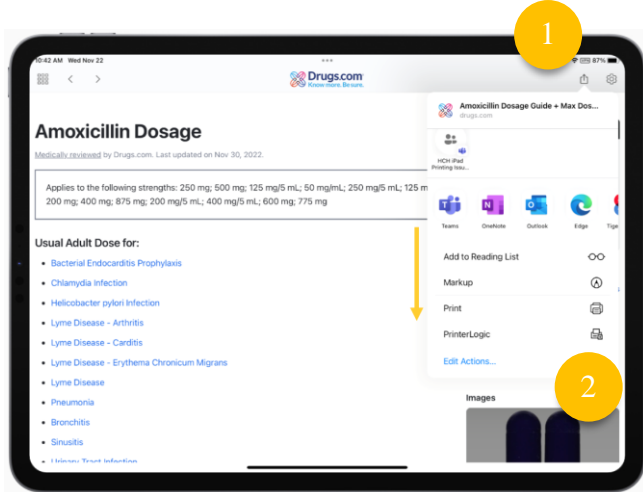 1
10:42 AM Wed Nov 22
87%
Drugs.com
Know more. Be sure.
Amoxicillin Dosage Guide + Max Dos...
drugs.com
Amoxicillin Dosage
Medically reviewed by Drugs.com. Last updated on Nov 30, 2022.
HCH iPad
Printing Issu...
Applies to the following strengths: 250 mg; 500 mg; 125 mg/5 mL; 50 mg/mL; 250 mg/5 mL; 125 m
200 mg; 400 mg; 875 mg; 200 mg/5 mL; 400 mg/5 mL; 600 mg; 775 mg
Teams OneNote Outlook Edge Tige
Usual Adult Dose for:
Bacterial Endocarditis Prophylaxis
Chlamydia Infection
Helicobacter pylori Infection
Lyme Disease - Arthritis
Lyme Disease - Carditis
Lyme Disease - Erythema Chronicum Migrans
Lyme Disease
Pneumonia
Bronchitis
Sinusitis
Urinary Tract Infection
Add to Reading List
Markup
Print
PrinterLogic
Edit Actions...
2
Images